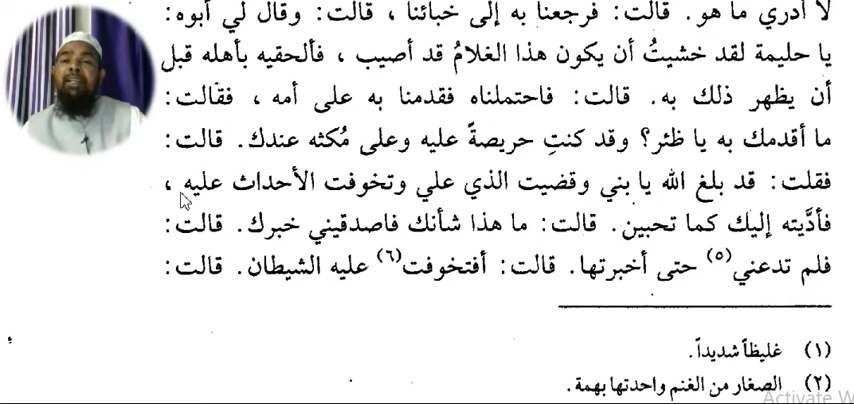 لا أدري ما هو. قالت: فرجعنا به إلى خبائنا ، قالت: وقال لي أبوه:
يا حليمة لقد خشيتُ أن يكون هذا الغلامُ قد أصيب ، فألحقيه بأهله قبل
أن يظهر ذلك به. قالت: فاحتملناه فقدمنا به على أمه ، فقالت:
ما أقدمك به يا ظئر؟ وقد كنتِ حريصةً عليه وعلى مُكثه عندك. قالت:
فقلت: قد بلغ الله يا بني وقضيت الذي علي وتخوفت الأحداث عليه ،
فأدَّيته إليك كما تحبين. قالت: ما هذا شأنك فاصدقيني خبرك. قالت:
فلم تدعني(٥) حتى أخبرتها. قالت: أفتخوفت(٦) عليه الشيطان. قالت:
(١) غليظاً شديداً.
(٢) الصغار من الغنم واحدتها بهمة.
Activate W